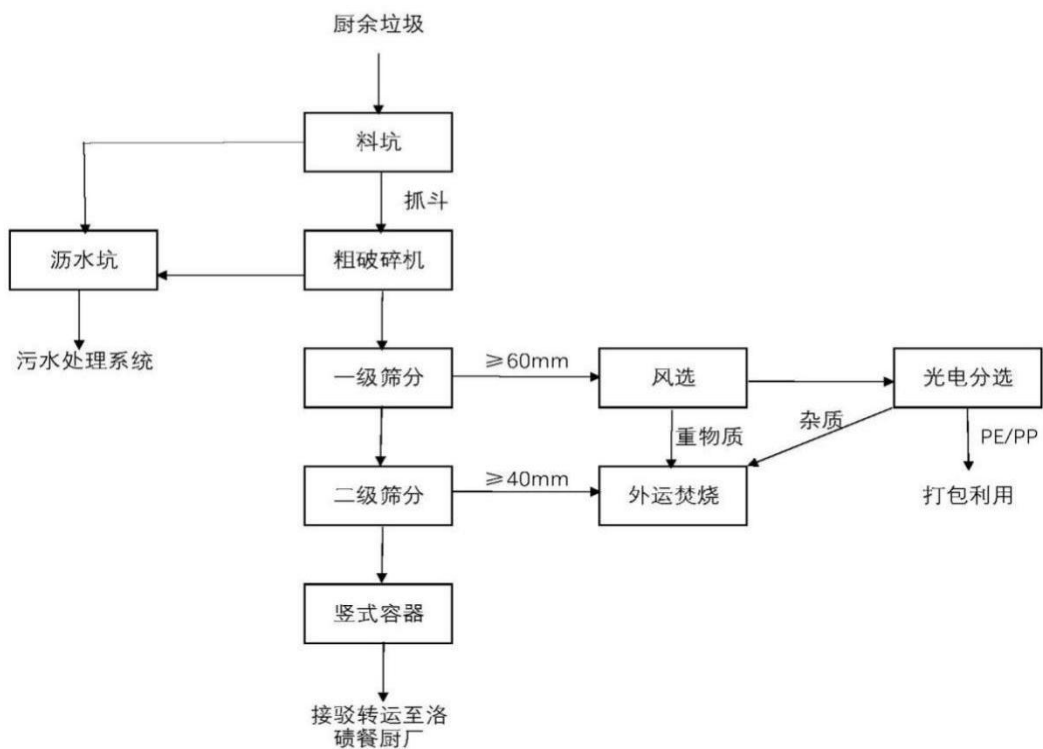 厨余垃圾
料坑
抓斗
沥水坑
粗破碎机
污水处理系统
一级筛分
≥60mm
风选
光电分选
重物质
杂质
PE/PP
二级筛分
≥40mm
外运焚烧
打包利用
竖式容器
接驳转运至洛
碛餐厨厂